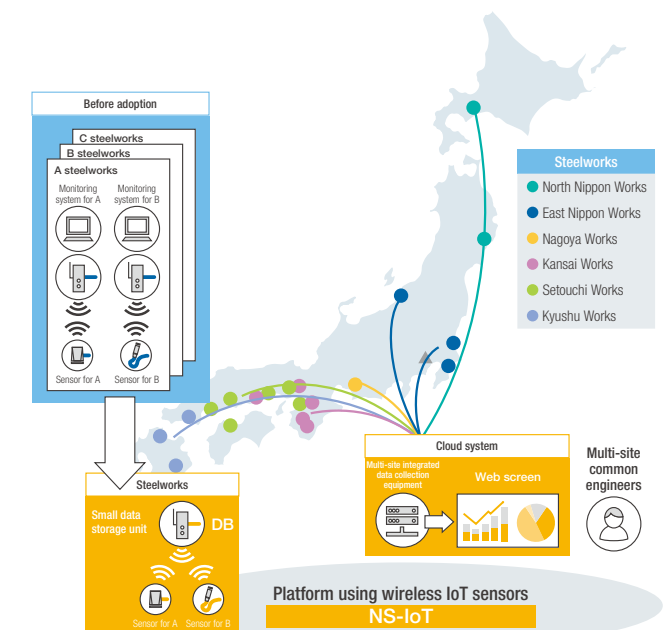 Before adoption
C steelworks
B steelworks
A steelworks
Monitoring
system for A
Monitoring
system for B
Sensor for A
Sensor for B
Steelworks
North Nippon Works
East Nippon Works
Nagoya Works
Kansai Works
Setouchi Works
Kyushu Works
Cloud system
Multi-site integrated
data collection
equipment
Web screen
Multi-site
common
engineers
Steelworks
Small data
storage unit
DB
Sensor for A
Sensor for B
Platform using wireless IoT sensors
NS-IoT